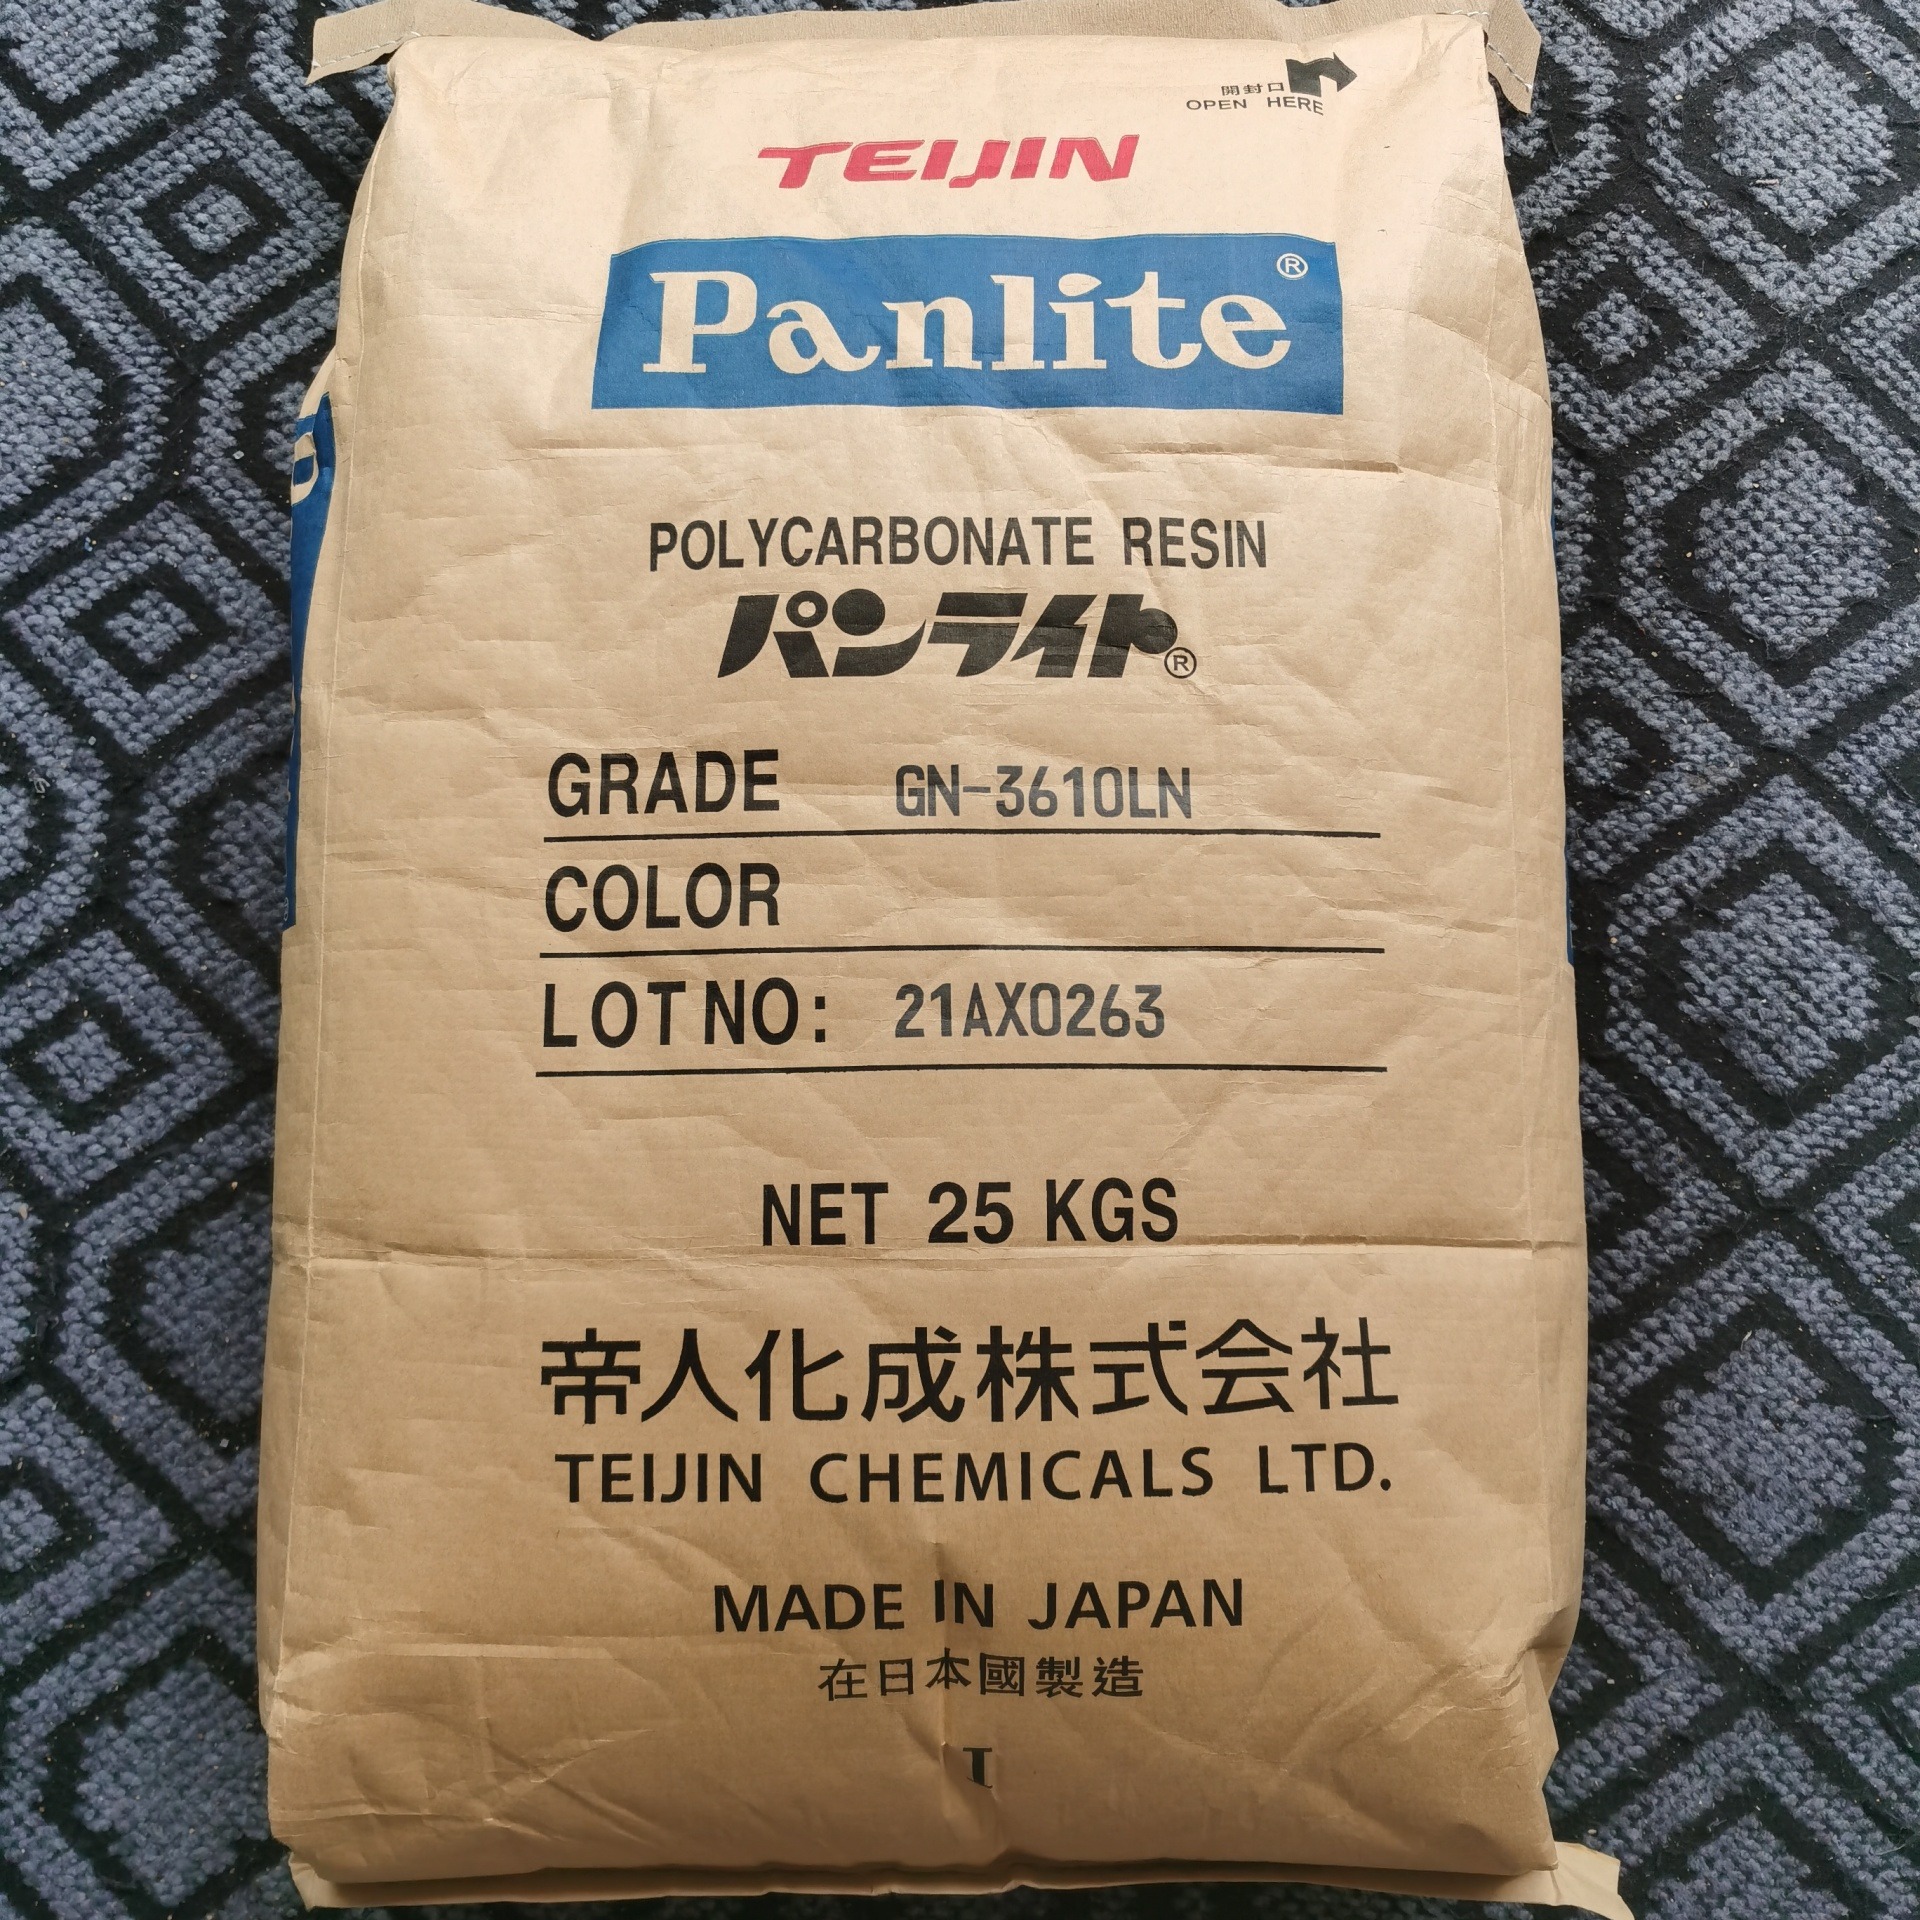 開封口
OPEN HERE
TEIJIN
Panlite®
POLYCARBONATE RESIN
パンライト®
GRADE GN-3610LN
COLOR
LOT NO: 21AX0263
NET 25 KGS
帝人化成株式会社
TEIJIN CHEMICALS LTD.
MADE IN JAPAN
在日本國製造
I